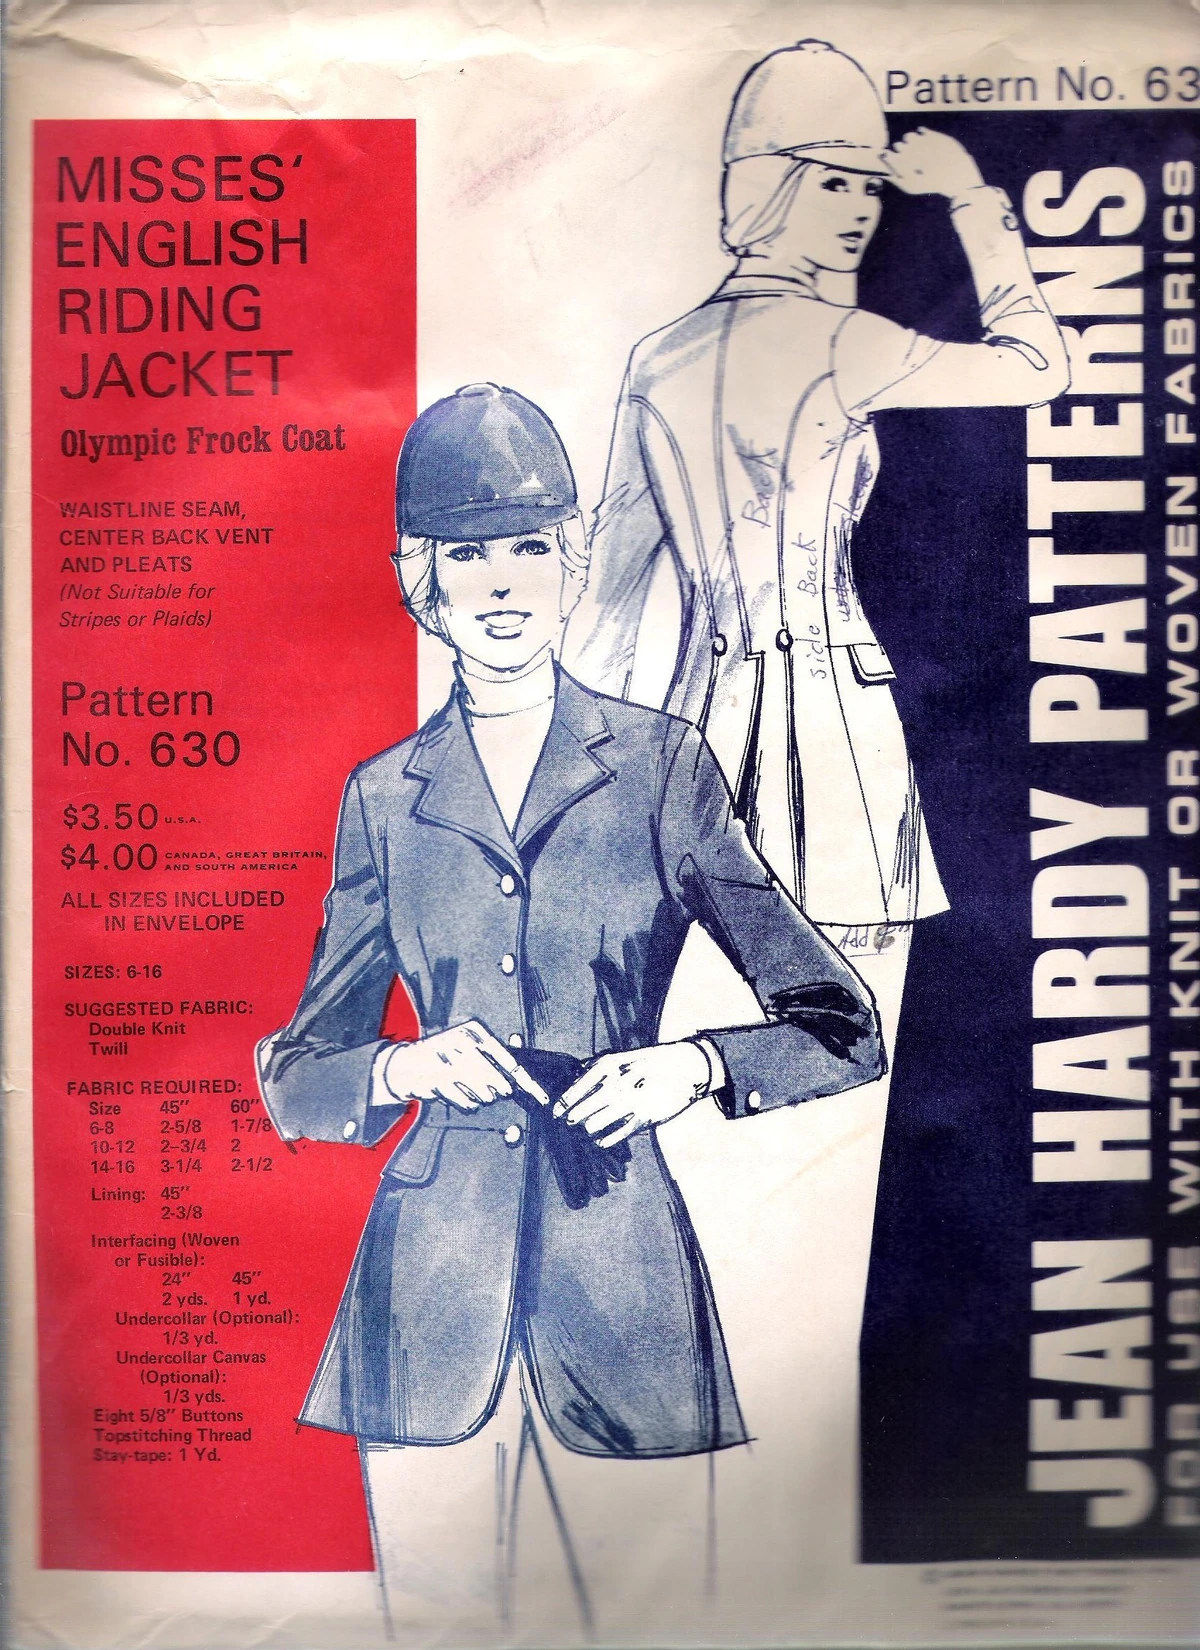 MISSES'
ENGLISH
RIDING
JACKET
Olympic Frock Coat
WAISTLINE SEAM,
CENTER BACK VENT
AND PLEATS
(Not Suitable for
Stripes or Plaids)
Pattern
No. 630
$3.50 U.S.A.
$4.00 CANADA, GREAT BRITAIN,
AND SOUTH AMERICA
ALL SIZES INCLUDED
IN ENVELOPE
SIZES: 6-16
SUGGESTED FABRIC:
Double Knit
Twill
FABRIC REQUIRED:
Size 45" 60"
6-8 2-5/8 1-7/8
10-12 2-3/4 2
14-16 3-1/4 2-1/2
Lining: 45"
2-3/8
Interfacing (Woven
or Fusible):
24" 45"
2 yds. 1 yd.
Undercollar (Optional):
1/3 yd.
Undercollar Canvas
(Optional):
1/3 yds.
Eight 5/8" Buttons
Topstitching Thread
Stay-tape: 1 Yd.
Pattern No. 63
Back
side Back
Add
JEAN HARDY PATTERNS
FOR USE WITH KNIT OR WOVEN FABRICS